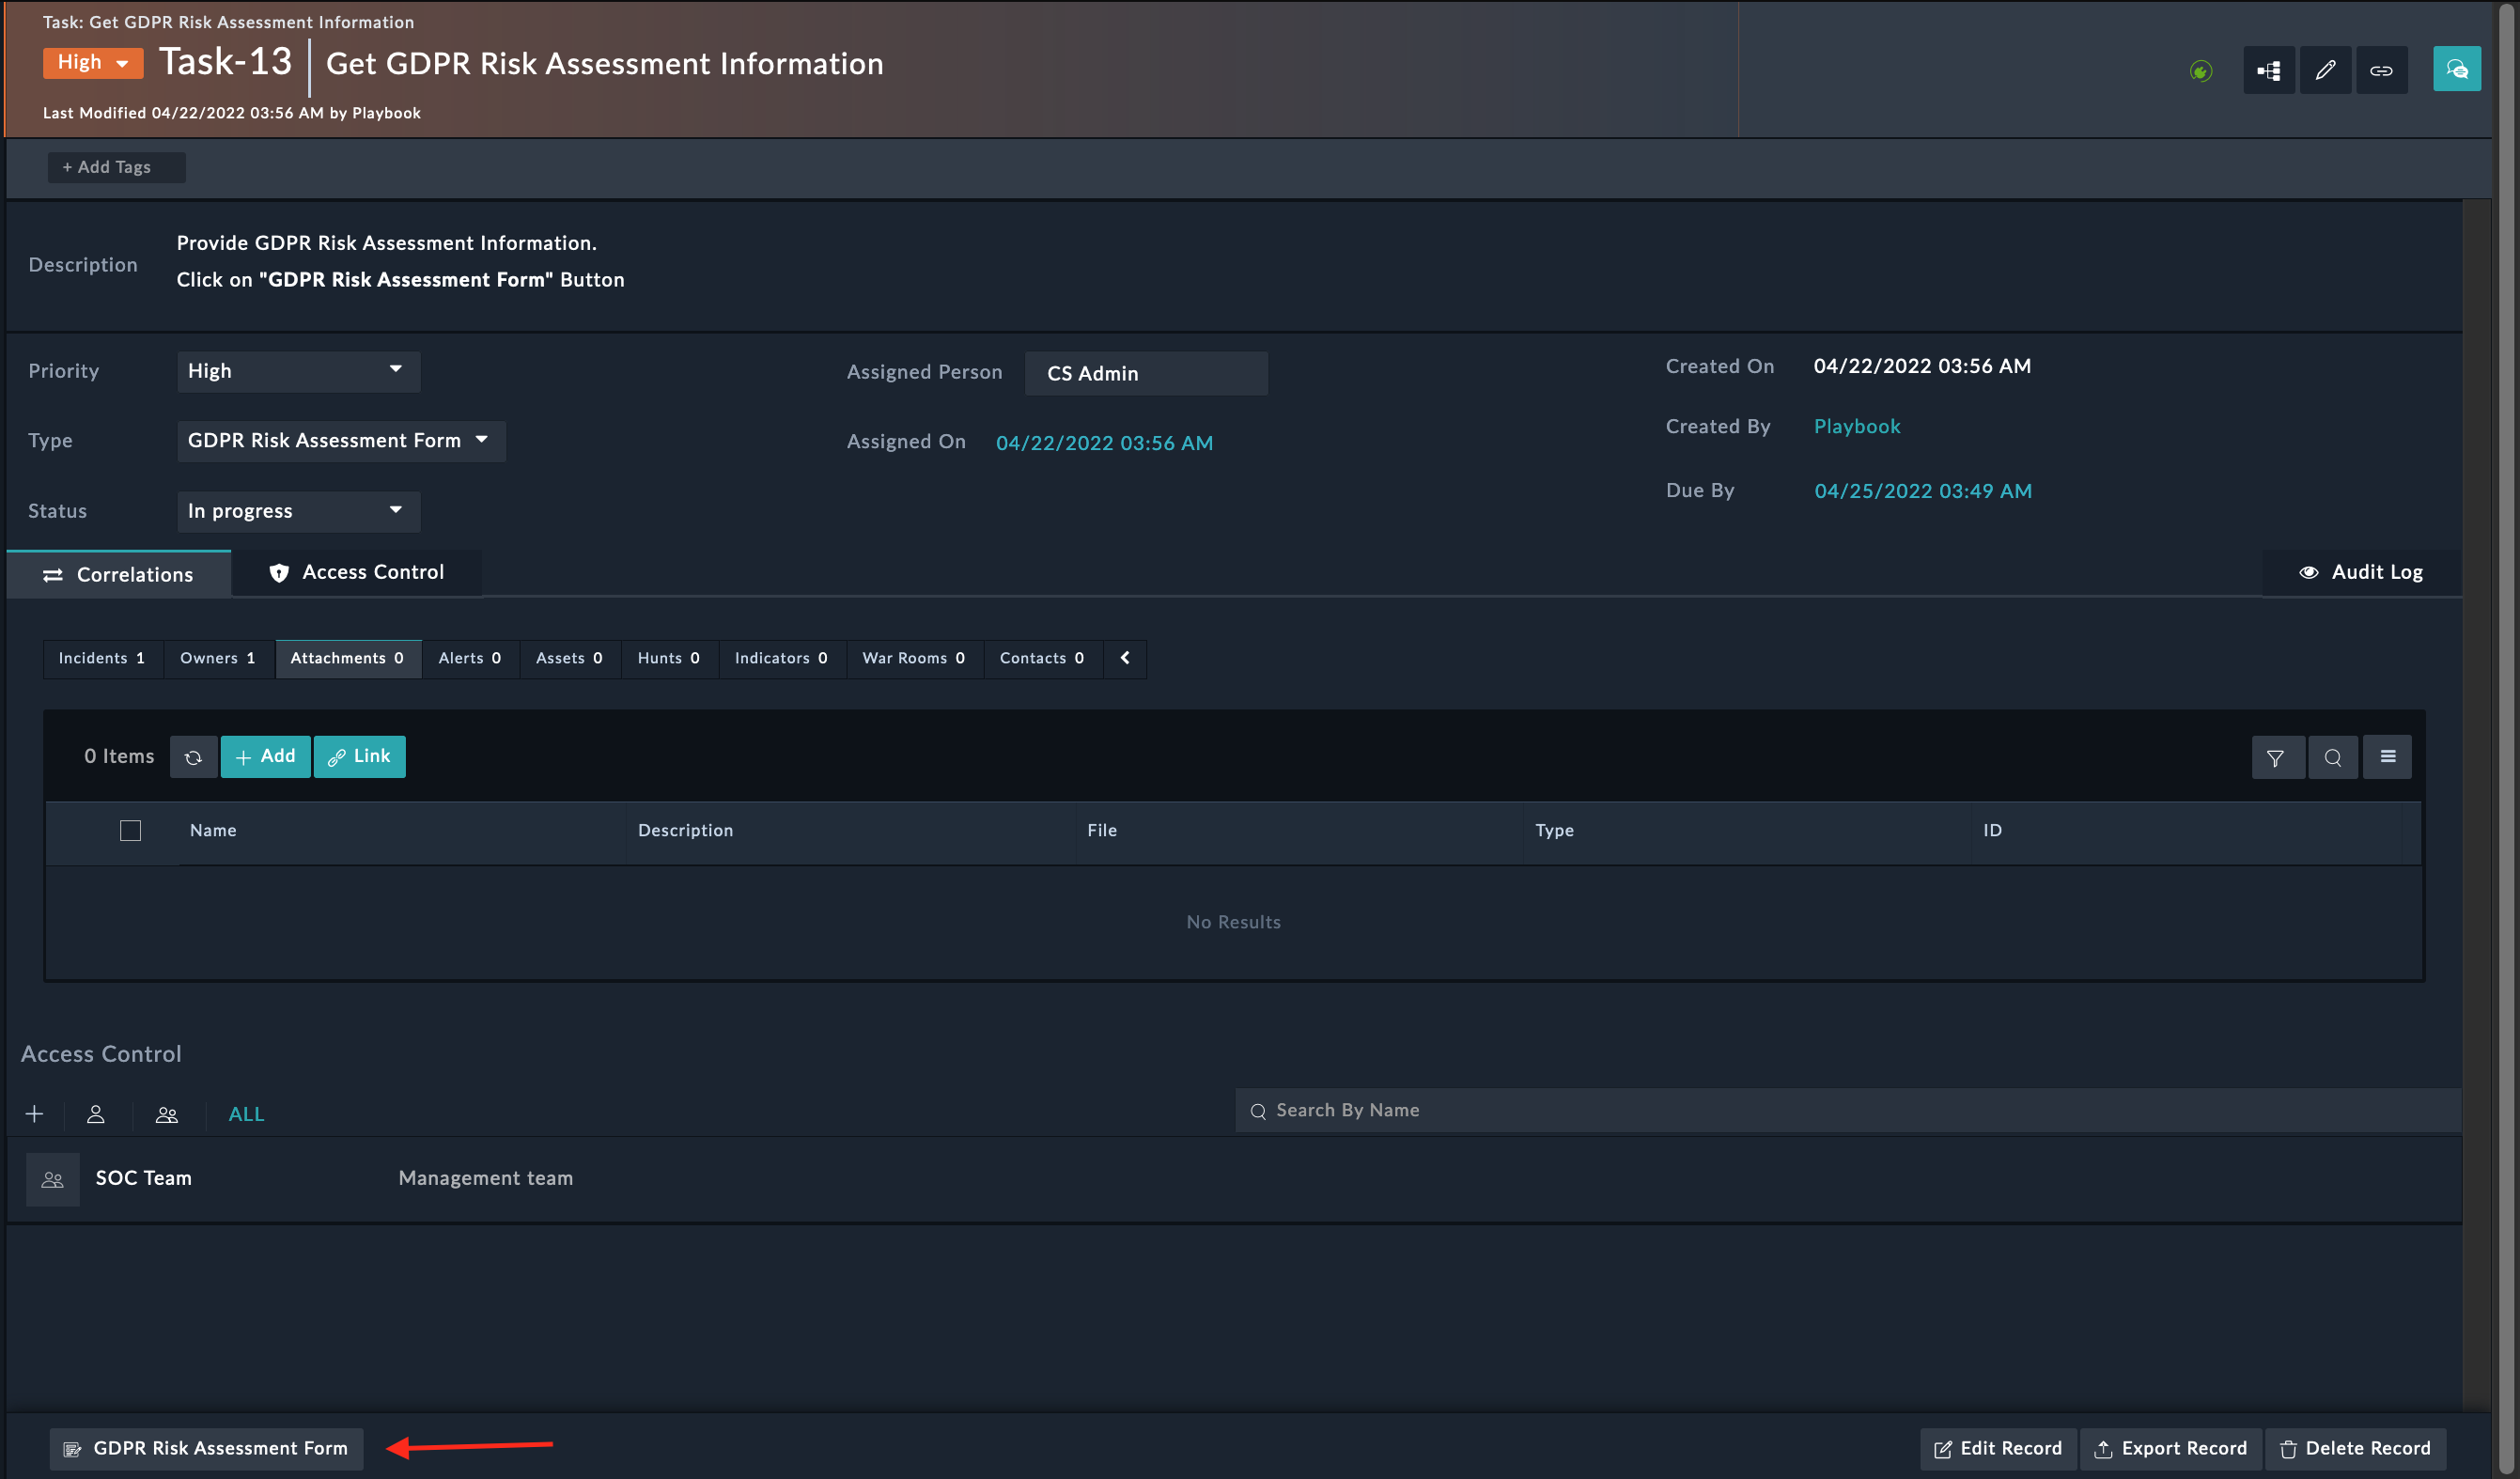 Task: Get GDPR Risk Assessment Information
High Task-13 Get GDPR Risk Assessment Information
Last Modified 04/22/2022 03:56 AM by Playbook
+ Add Tags
Description
Provide GDPR Risk Assessment Information.
Click on "GDPR Risk Assessment Form" Button
Priority High Assigned Person CS Admin Created On 04/22/2022 03:56 AM
Type GDPR Risk Assessment Form Assigned On 04/22/2022 03:56 AM Created By Playbook
Status In progress Due By 04/25/2022 03:49 AM
Correlations Access Control Audit Log
Incidents 1 Owners 1 Attachments 0 Alerts 0 Assets 0 Hunts 0 Indicators 0 War Rooms 0 Contacts 0
0 Items + Add Link
Name Description File Type ID
No Results
Access Control
+ ALL Search By Name
SOC Team Management team
GDPR Risk Assessment Form Edit Record Export Record Delete Record